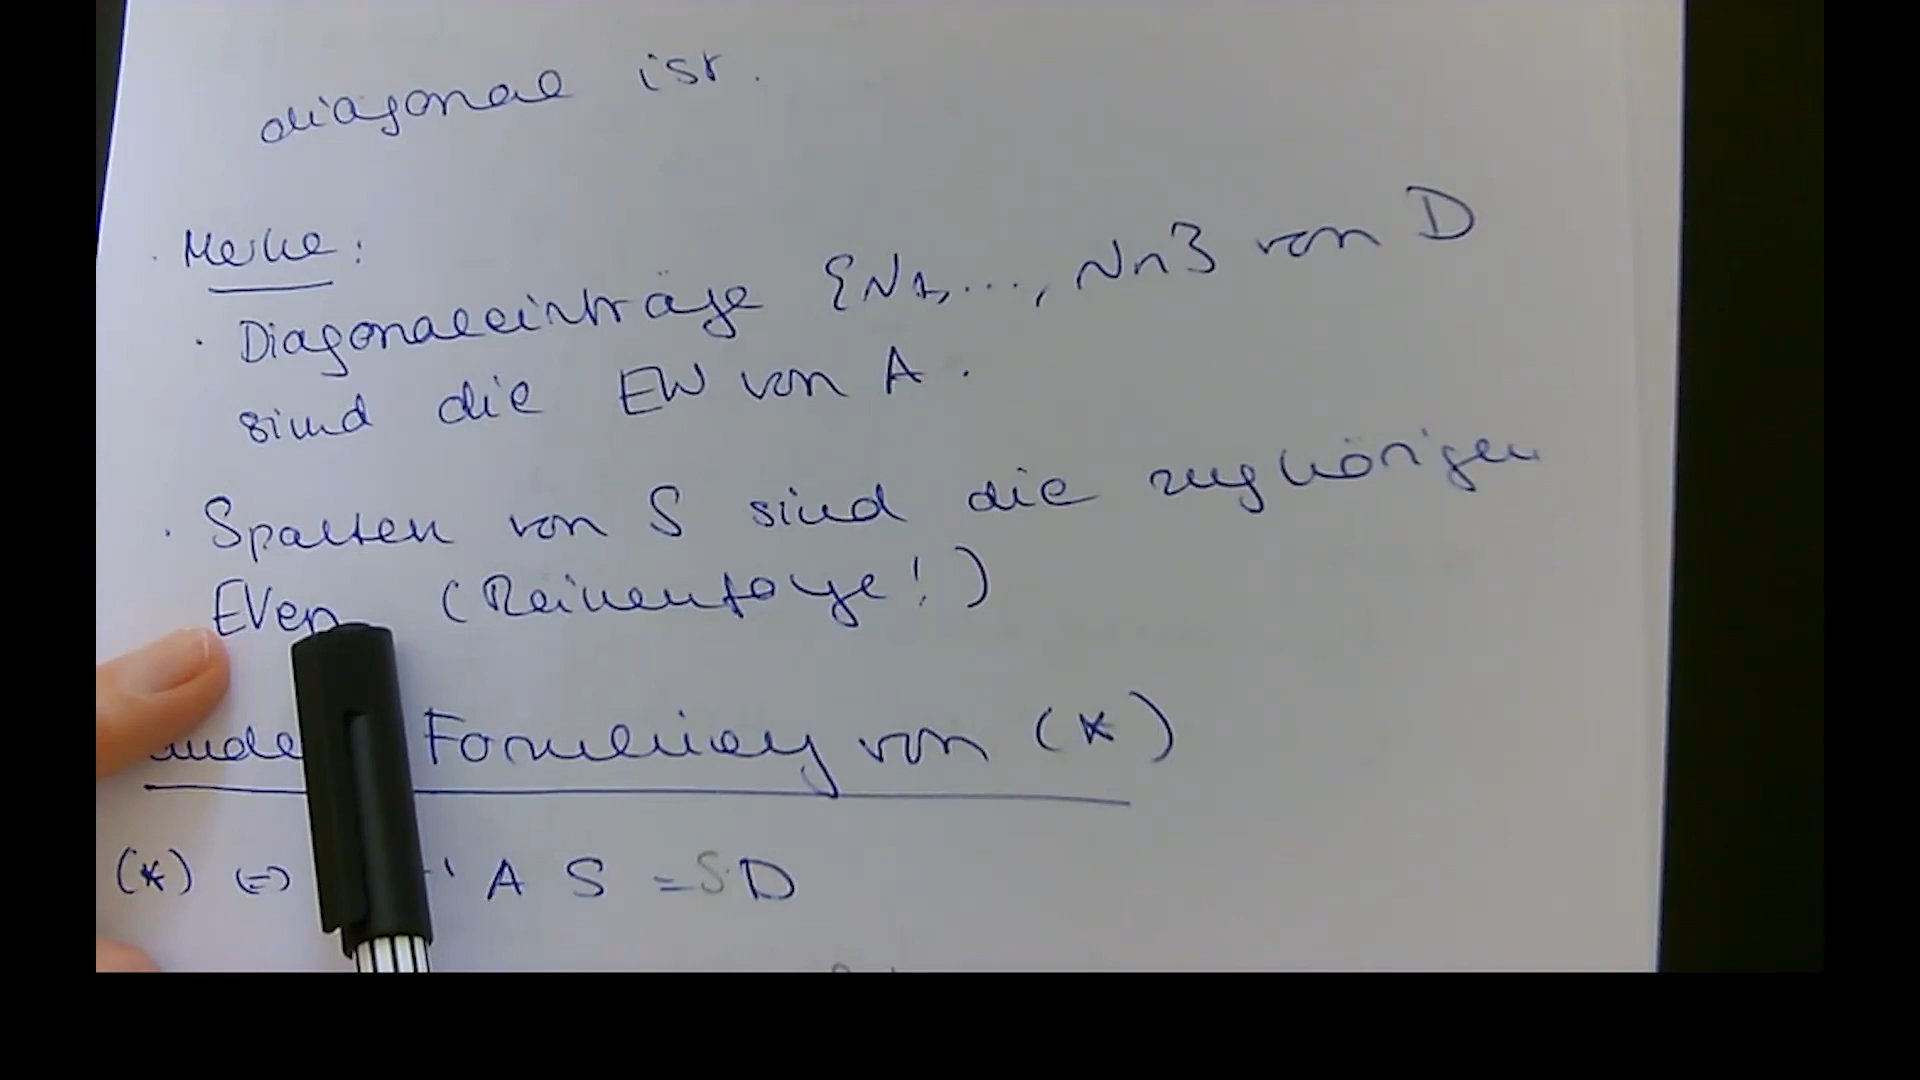 diagonal ist.
· Merke:
· Diagonaleinträge {λ1, ..., λn} von D
sind die EW von A.
· Spalten von S sind die zughörigen
EVen (Reihenfolge!)
Formulierung von (*)
(*) ⇔ A S = S·D